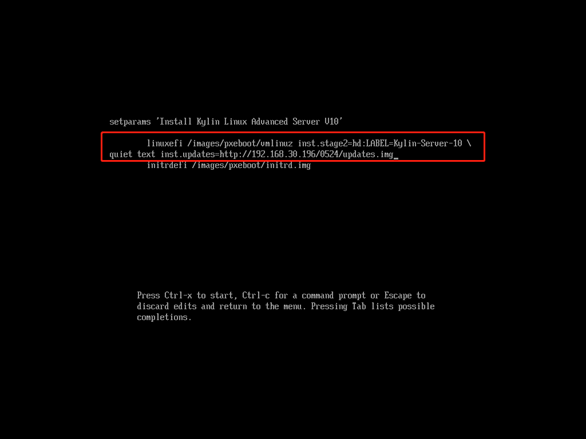 setparams 'Install Kylin Linux Advanced Server V10'
linuxefi /images/pxeboot/vmlinuz inst.stage2=hd:LABEL=Kylin-Server-10 \
quiet text inst.updates=http://192.168.30.196/0524/updates.img_
initrdefi /images/pxeboot/initrd.img
Press Ctrl-x to start, Ctrl-c for a command prompt or Escape to
discard edits and return to the menu. Pressing Tab lists possible
completions.